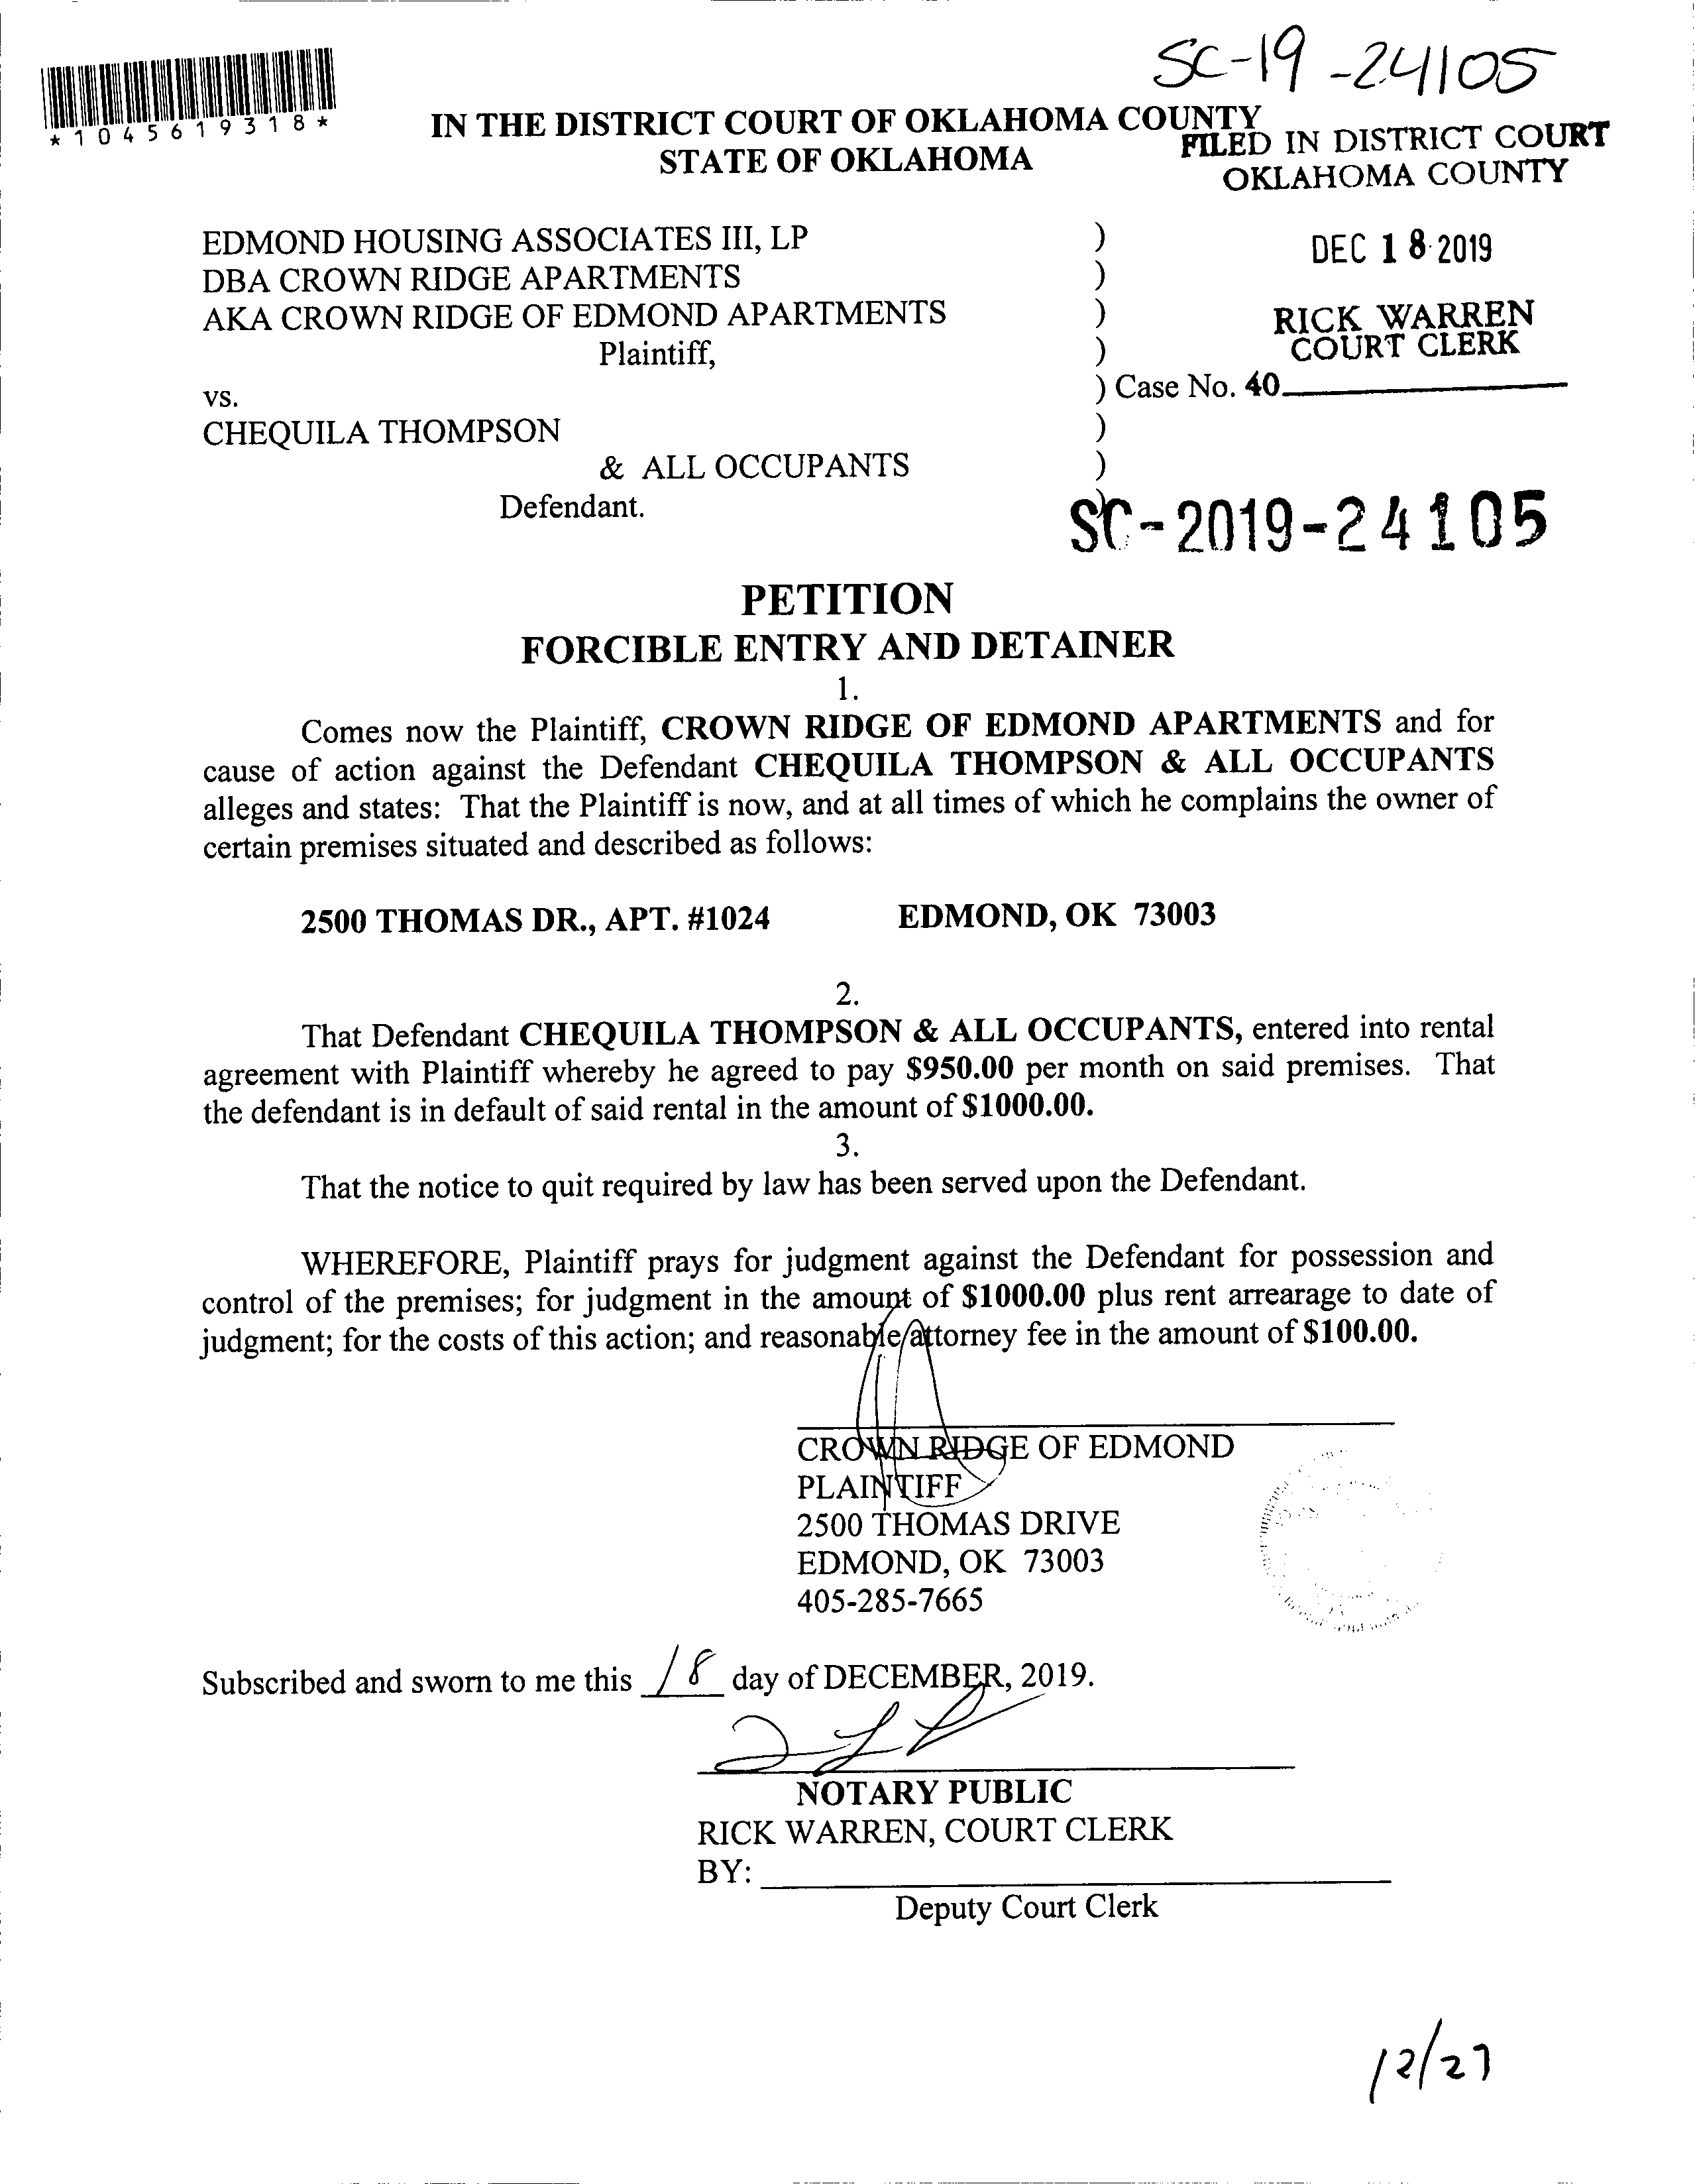 SC-19-24105
*1045619318*
IN THE DISTRICT COURT OF OKLAHOMA COUNTY
STATE OF OKLAHOMA
FILED IN DISTRICT COURT
OKLAHOMA COUNTY
EDMOND HOUSING ASSOCIATES III, LP )
DEC 18 2019
DBA CROWN RIDGE APARTMENTS )
AKA CROWN RIDGE OF EDMOND APARTMENTS )
RICK WARREN
COURT CLERK
Plaintiff, )
vs. ) Case No. 40
CHEQUILA THOMPSON )
& ALL OCCUPANTS )
Defendant. )
SC-2019-24105
PETITION
FORCIBLE ENTRY AND DETAINER
1.
Comes now the Plaintiff, CROWN RIDGE OF EDMOND APARTMENTS and for
cause of action against the Defendant CHEQUILA THOMPSON & ALL OCCUPANTS
alleges and states: That the Plaintiff is now, and at all times of which he complains the owner of
certain premises situated and described as follows:
2500 THOMAS DR., APT. #1024 EDMOND, OK 73003
2.
That Defendant CHEQUILA THOMPSON & ALL OCCUPANTS, entered into rental
agreement with Plaintiff whereby he agreed to pay $950.00 per month on said premises. That
the defendant is in default of said rental in the amount of $1000.00.
3.
That the notice to quit required by law has been served upon the Defendant.
WHEREFORE, Plaintiff prays for judgment against the Defendant for possession and
control of the premises; for judgment in the amount of $1000.00 plus rent arrearage to date of
judgment; for the costs of this action; and reasonable attorney fee in the amount of $100.00.
CROWN RIDGE OF EDMOND
PLAINTIFF
2500 THOMAS DRIVE
EDMOND, OK 73003
405-285-7665
Subscribed and sworn to me this 18 day of DECEMBER, 2019.
NOTARY PUBLIC
RICK WARREN, COURT CLERK
BY:
Deputy Court Clerk
12/27